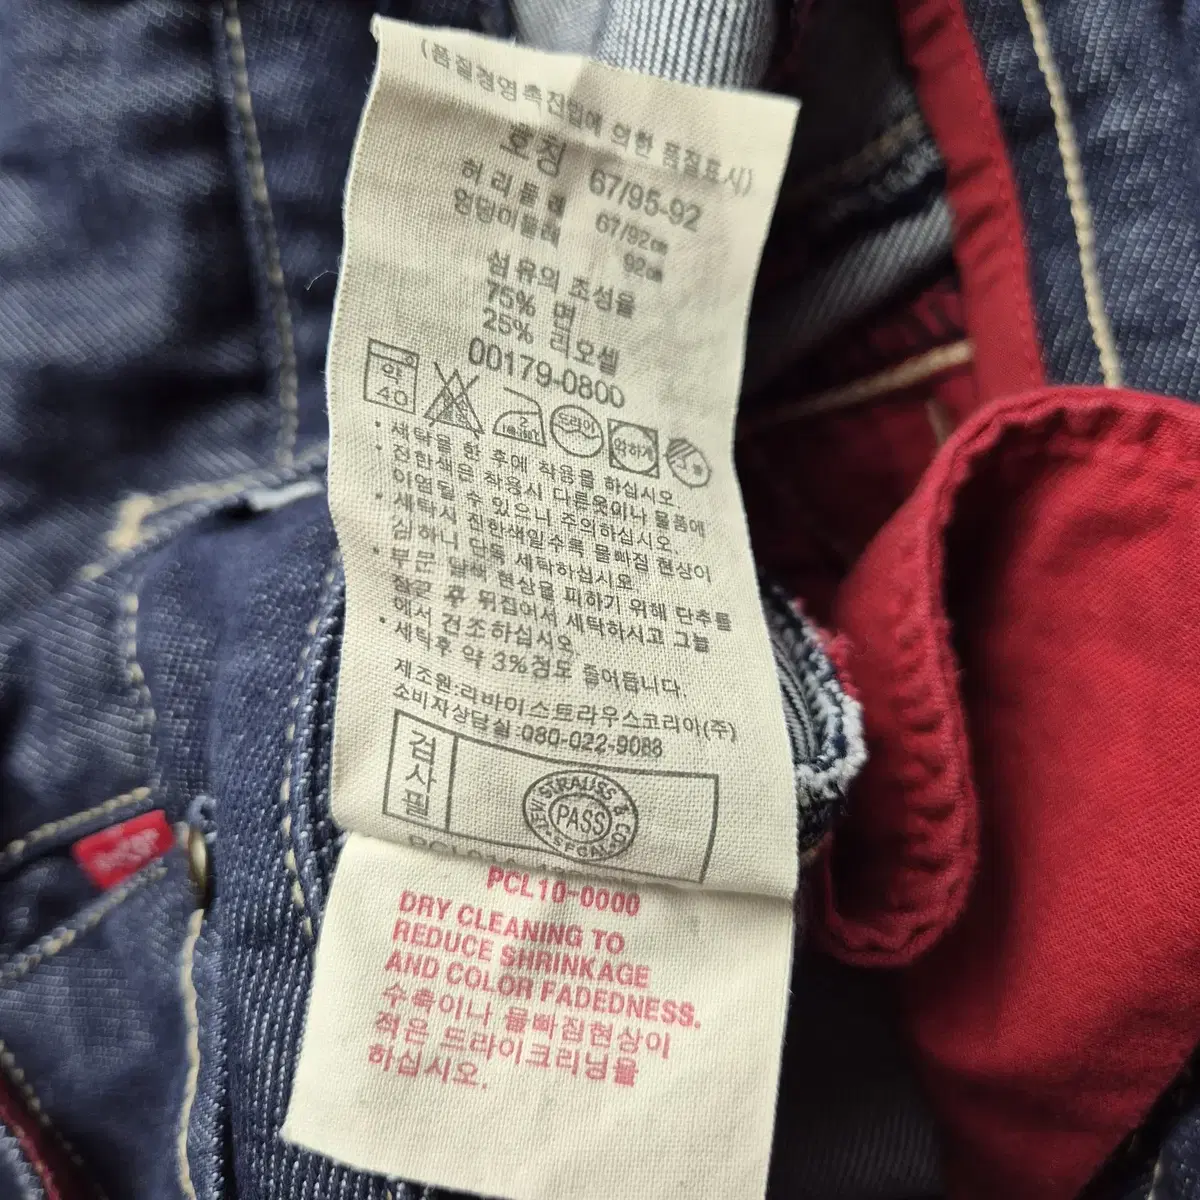 (품질경영촉진법에 의한 품질표시)
호칭 67/95-92
허리둘레 67/92㎝
엉덩이둘레 92㎝
섬유의 조성율
75% 면
25% 리오셀
00179-0800
약
40
2
드라이
약하게
• 세탁을 한 후에 착용을 하십시오.
• 진한색은 착용시 다른옷이나 물품에
이염될 수 있으니 주의하십시오.
• 세탁시 진한색일수록 물빠짐 현상이
심하니 단독 세탁하십시오
• 부분 탈색 현상을 피하기 위해 단추를
잠근 후 뒤집어서 세탁하시고 그늘
에서 건조하십시오.
• 세탁후 약 3%정도 줄어듭니다.
제조원:리바이스트라우스코리아(주)
소비자상담실:080-022-9088
검사필
LEVI STRAUSS & CO.
PASS
PCL10-0000
DRY CLEANING TO
REDUCE SHRINKAGE
AND COLOR FADEDNESS.
수축이나 물빠짐현상이
적은 드라이크리닝을
하십시오.